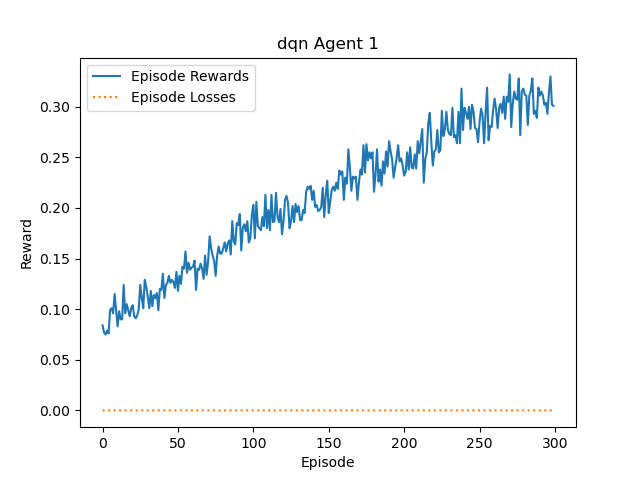 dqn Agent 1
Episode Rewards
Episode Losses
0.30
0.25
0.20
0.15
0.10
0.05
0.00
Reward
0 50 100 150 200 250 300
Episode